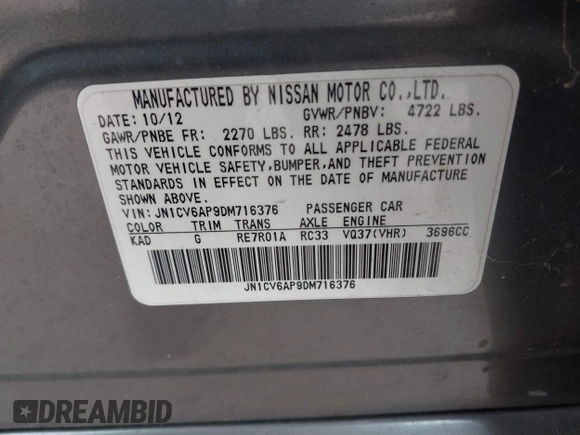 MANUFACTURED BY NISSAN MOTOR CO.,LTD.
DATE: 10/12 GVWR/PNBV: 4722 LBS.
GAWR/PNBE FR: 2270 LBS. RR: 2478 LBS.
THIS VEHICLE CONFORMS TO ALL APPLICABLE FEDERAL
MOTOR VEHICLE SAFETY,BUMPER,AND THEFT PREVENTION
STANDARDS IN EFFECT ON THE DATE OF MANUFACTURE
SHOWN ABOVE.
VIN: JN1CV6AP9DM716376 PASSENGER CAR
COLOR TRIM TRANS AXLE ENGINE
KAD G RE7R01A RC33 VQ37(VHR) 3696CC
JN1CV6AP9DM716376
DREAMBID